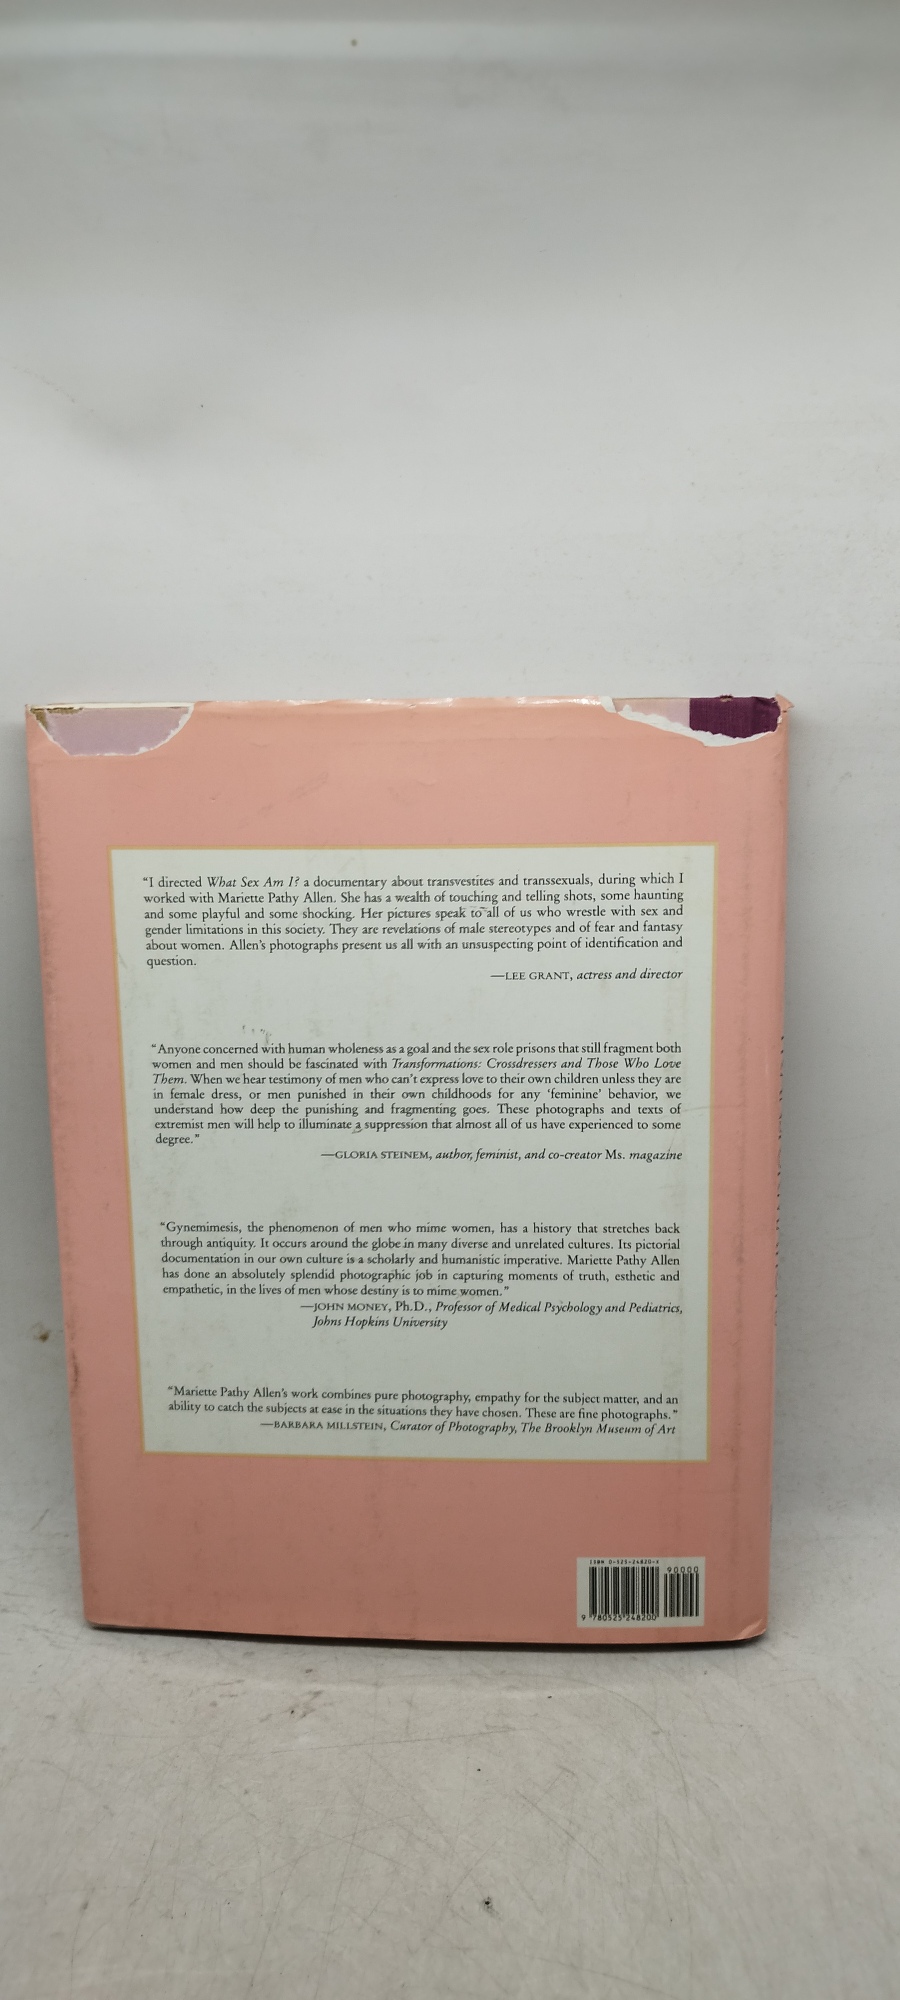 “I directed What Sex Am I? a documentary about transvestites and transsexuals, during which I
worked with Mariette Pathy Allen. She has a wealth of touching and telling shots, some haunting
and some playful and some shocking. Her pictures speak to all of us who wrestle with sex and
gender limitations in this society. They are revelations of male stereotypes and of fear and fantasy
about women. Allen's photographs present us all with an unsuspecting point of identification and
question.
—LEE GRANT, actress and director
“Anyone concerned with human wholeness as a goal and the sex role prisons that still fragment both
women and men should be fascinated with Transformations: Crossdressers and Those Who Love
Them. When we hear testimony of men who can't express love to their own children unless they are
in female dress, or men punished in their own childhoods for any ‘feminine’ behavior, we
understand how deep the punishing and fragmenting goes. These photographs and texts of
extremist men will help to illuminate a suppression that almost all of us have experienced to some
degree.”
—GLORIA STEINEM, author, feminist, and co-creator Ms. magazine
“Gynemimesis, the phenomenon of men who mime women, has a history that stretches back
through antiquity. It occurs around the globe in many diverse and unrelated cultures. Its pictorial
documentation in our own culture is a scholarly and humanistic imperative. Mariette Pathy Allen
has done an absolutely splendid photographic job in capturing moments of truth, esthetic and
empathetic, in the lives of men whose destiny is to mime women.”
—JOHN MONEY, Ph.D., Professor of Medical Psychology and Pediatrics,
Johns Hopkins University
“Mariette Pathy Allen's work combines pure photography, empathy for the subject matter, and an
ability to catch the subjects at ease in the situations they have chosen. These are fine photographs.”
—BARBARA MILLSTEIN, Curator of Photography, The Brooklyn Museum of Art
ISBN 0-525-24820-
90000
9 780525 248200